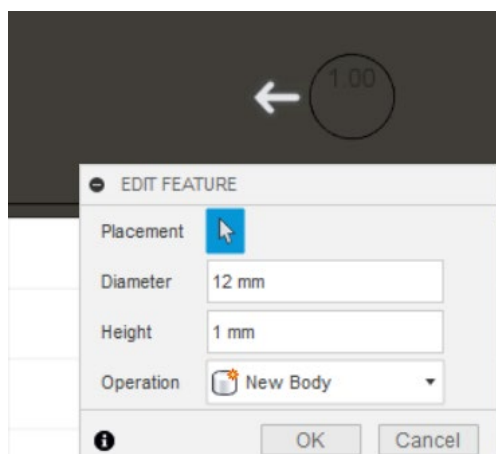 1.00
EDIT FEATURE
Placement
Diameter 12 mm
Height 1 mm
Operation New Body
OK Cancel